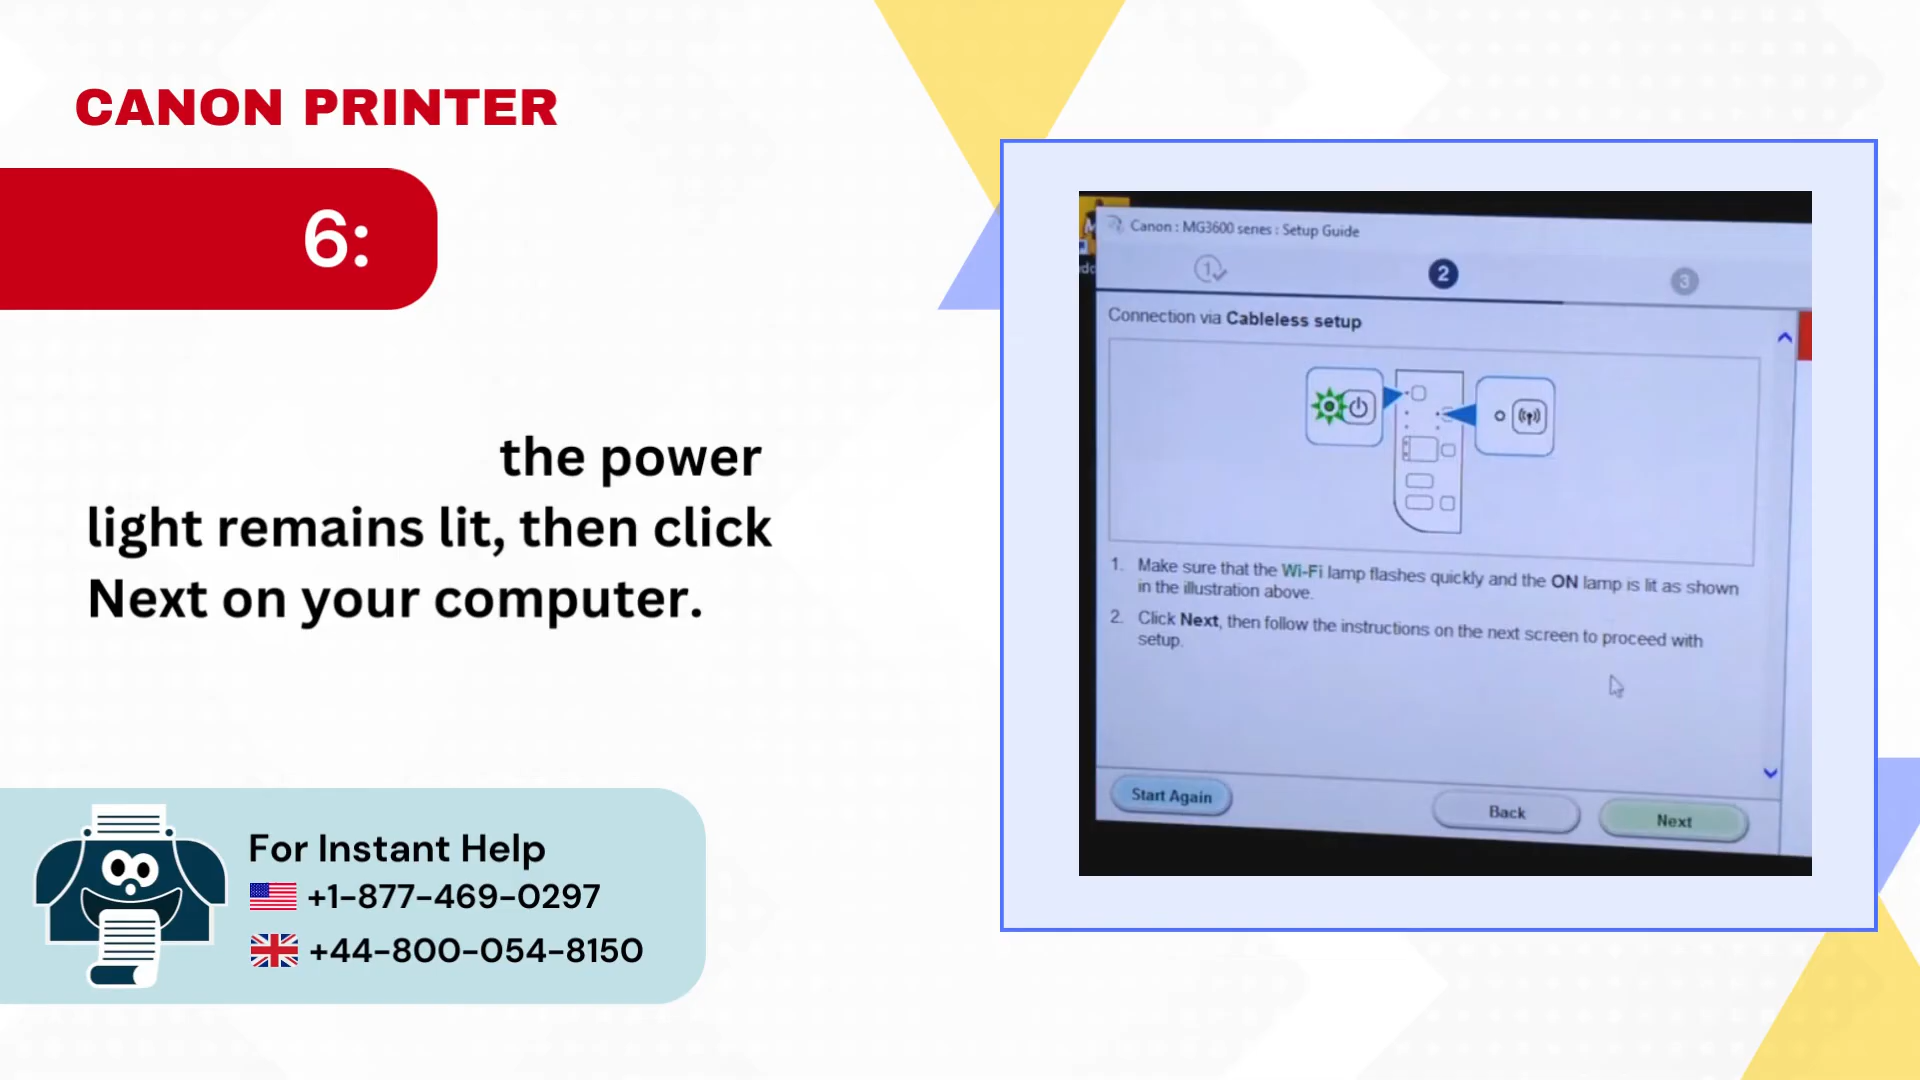 CANON PRINTER
6:
the power
light remains lit, then click
Next on your computer.
For Instant Help
+1-877-469-0297
+44-800-054-8150
Canon : MG3600 series : Setup Guide
1
2
3
Connection via Cableless setup
1. Make sure that the Wi-Fi lamp flashes quickly and the ON lamp is lit as shown
in the illustration above.
2. Click Next, then follow the instructions on the next screen to proceed with
setup.
Start Again
Back
Next